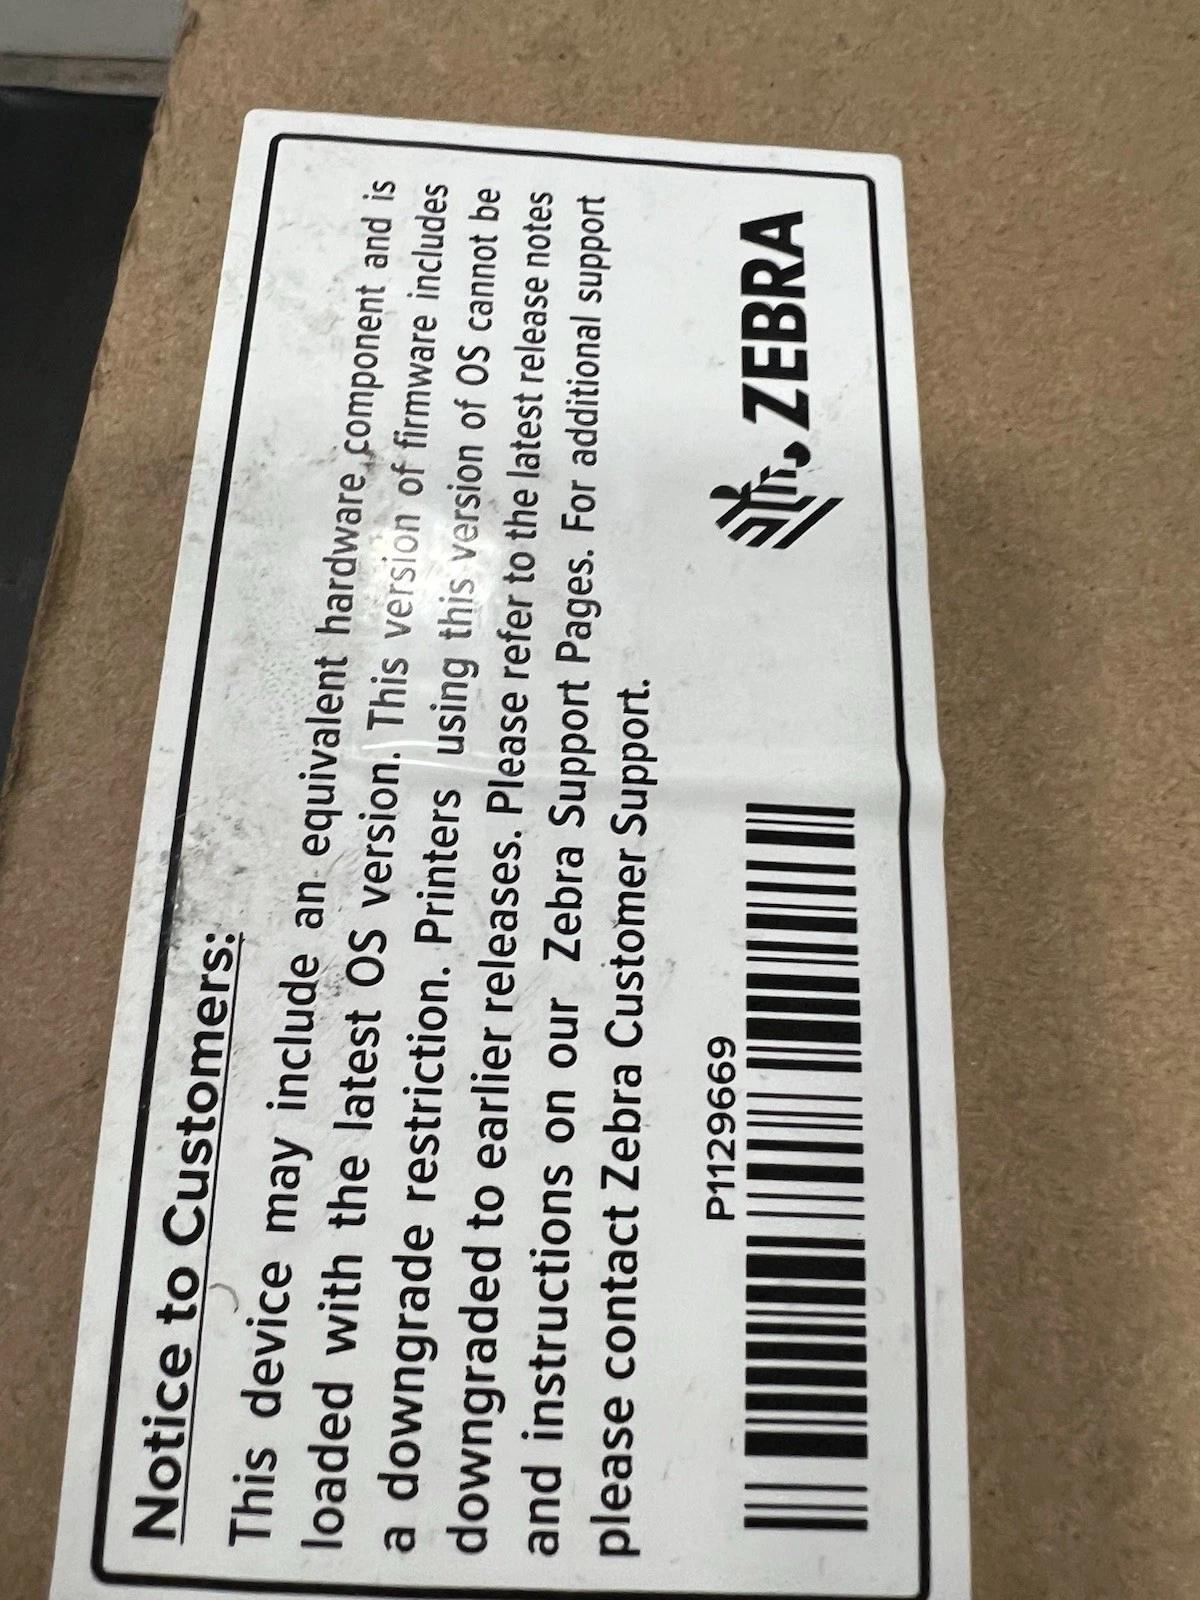 Notice to Customers:
This device may include an equivalent hardware component and is
loaded with the latest OS version. This version of firmware includes
a downgrade restriction. Printers using this version of OS cannot be
downgraded to earlier releases. Please refer to the latest release notes
and instructions on our Zebra Support Pages. For additional support
please contact Zebra Customer Support.
P1129669
ZEBRA